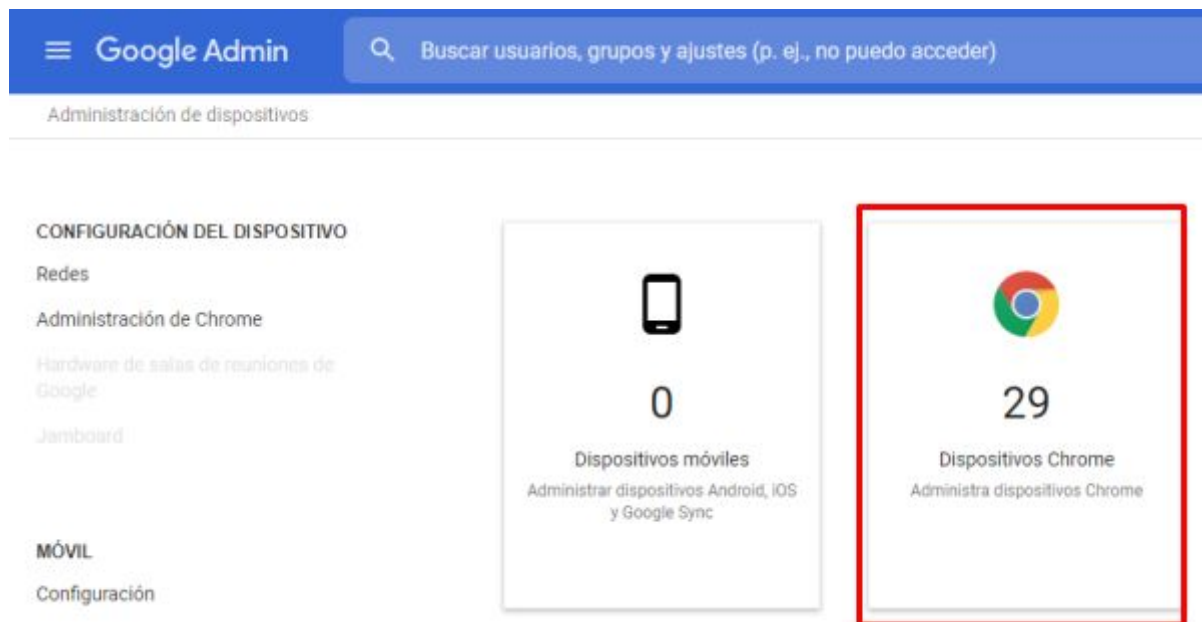 Google Admin
Buscar usuarios, grupos y ajustes (p. ej., no puedo acceder)
Administración de dispositivos
CONFIGURACIÓN DEL DISPOSITIVO
Redes
Administración de Chrome
Hardware de salas de reuniones de
Google
Jamboard
MÓVIL
Configuración
0
Dispositivos móviles
Administrar dispositivos Android, iOS
y Google Sync
29
Dispositivos Chrome
Administra dispositivos Chrome